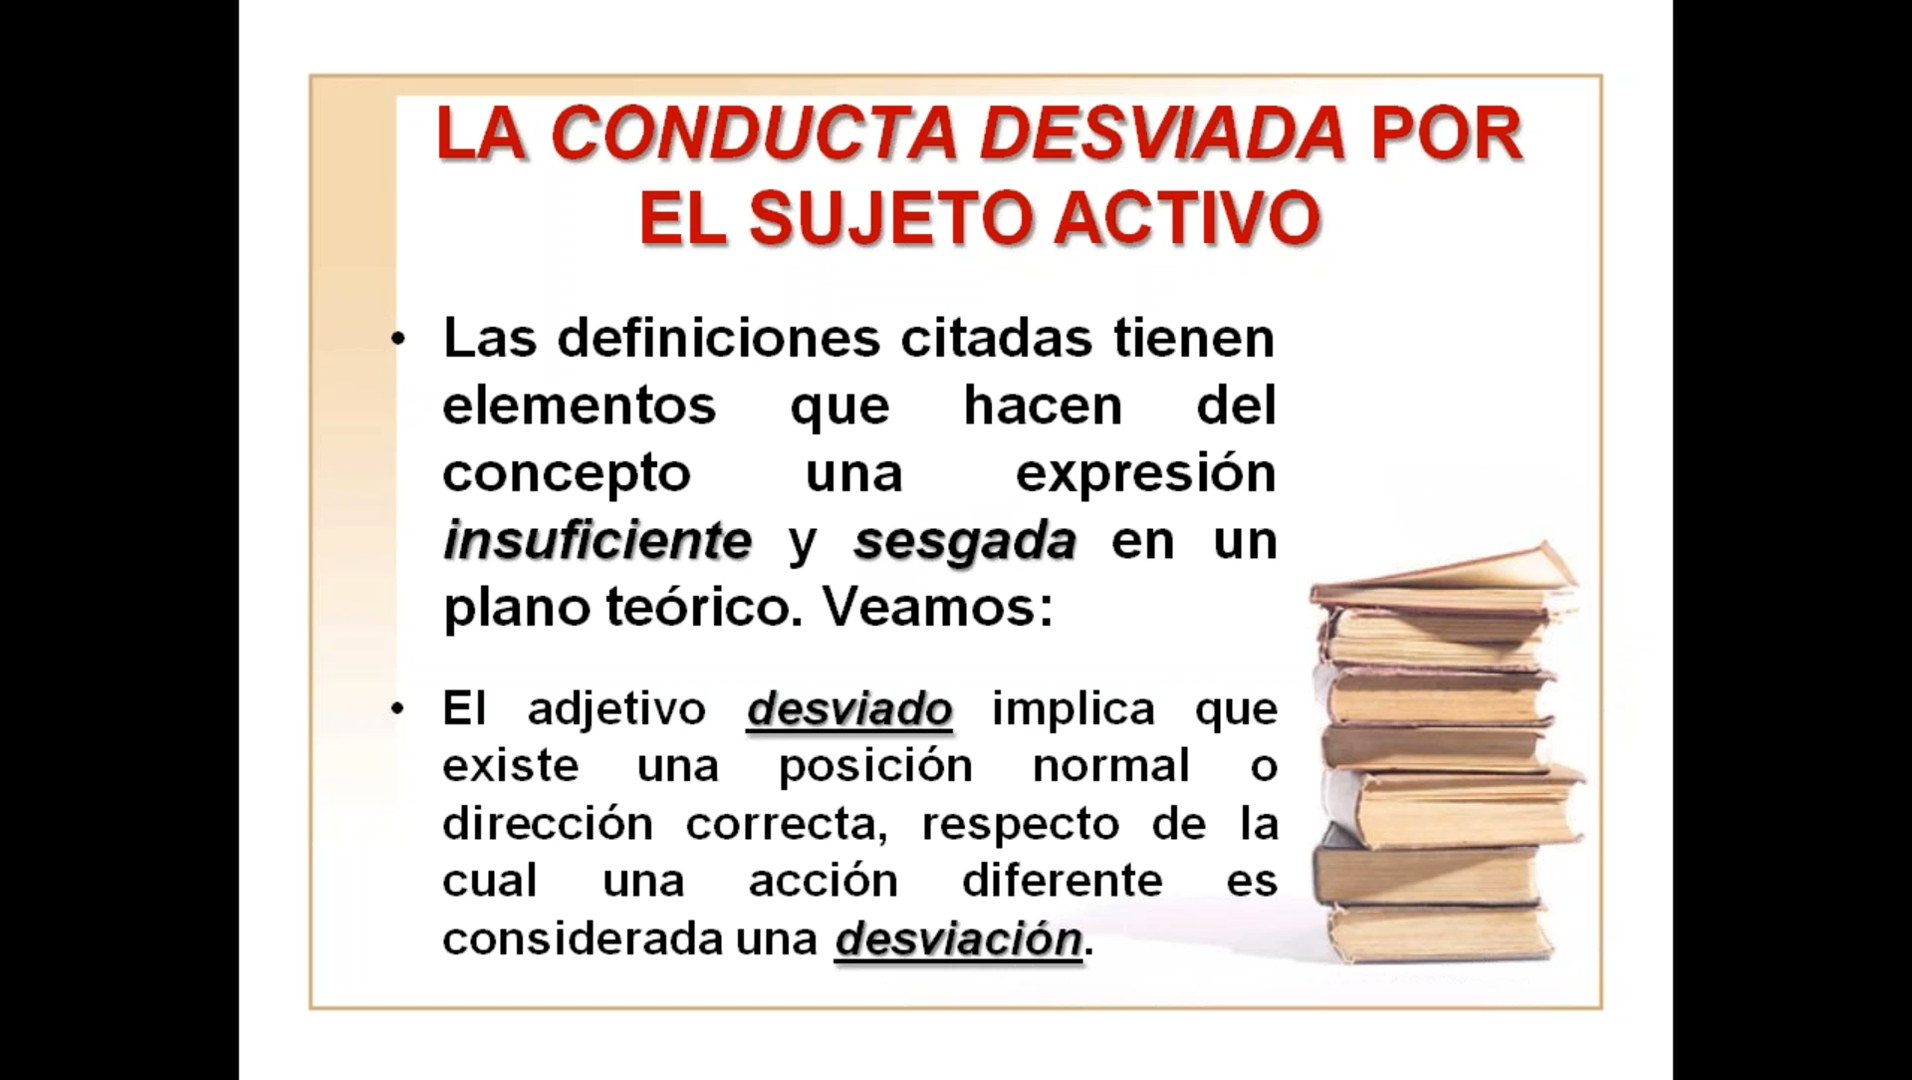 LA CONDUCTA DESVIADA POR
EL SUJETO ACTIVO
• Las definiciones citadas tienen
elementos que hacen del
concepto una expresión
insuficiente y sesgada en un
plano teórico. Veamos:
• El adjetivo desviado implica que
existe una posición normal o
dirección correcta, respecto de la
cual una acción diferente es
considerada una desviación.